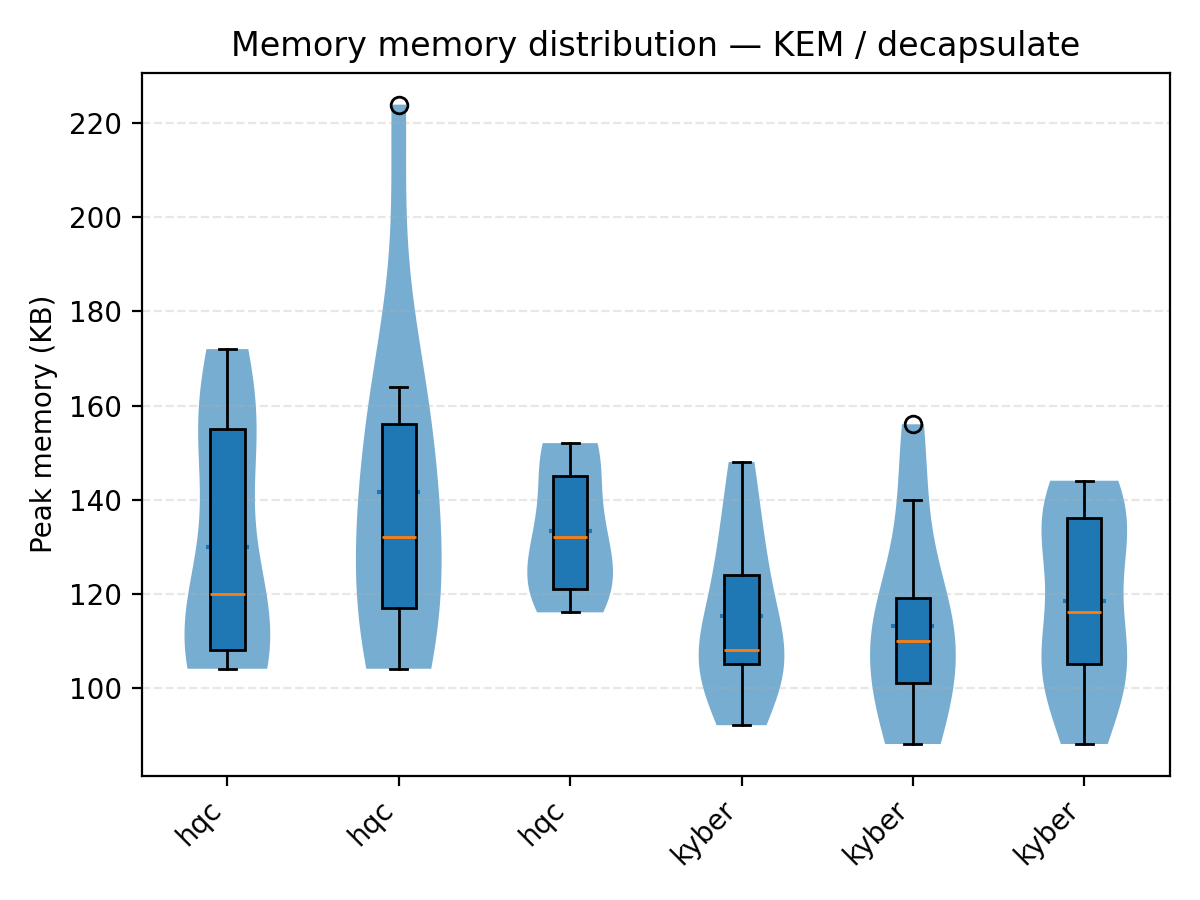 Memory memory distribution — KEM / decapsulate
Peak memory (KB)
220
200
180
160
140
120
100
hqc
hqc
hqc
kyber
kyber
kyber